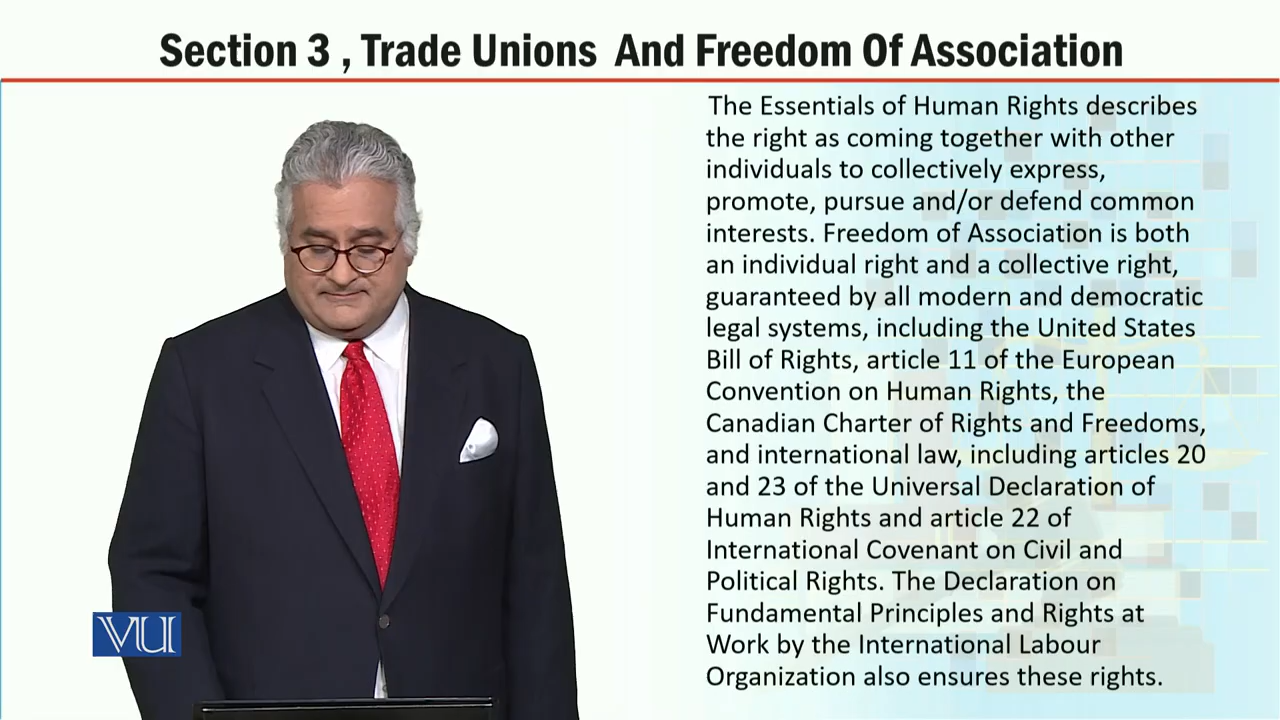 Section 3 , Trade Unions And Freedom Of Association
The Essentials of Human Rights describes
the right as coming together with other
individuals to collectively express,
promote, pursue and/or defend common
interests. Freedom of Association is both
an individual right and a collective right,
guaranteed by all modern and democratic
legal systems, including the United States
Bill of Rights, article 11 of the European
Convention on Human Rights, the
Canadian Charter of Rights and Freedoms,
and international law, including articles 20
and 23 of the Universal Declaration of
Human Rights and article 22 of
International Covenant on Civil and
Political Rights. The Declaration on
Fundamental Principles and Rights at
Work by the International Labour
Organization also ensures these rights.
VU